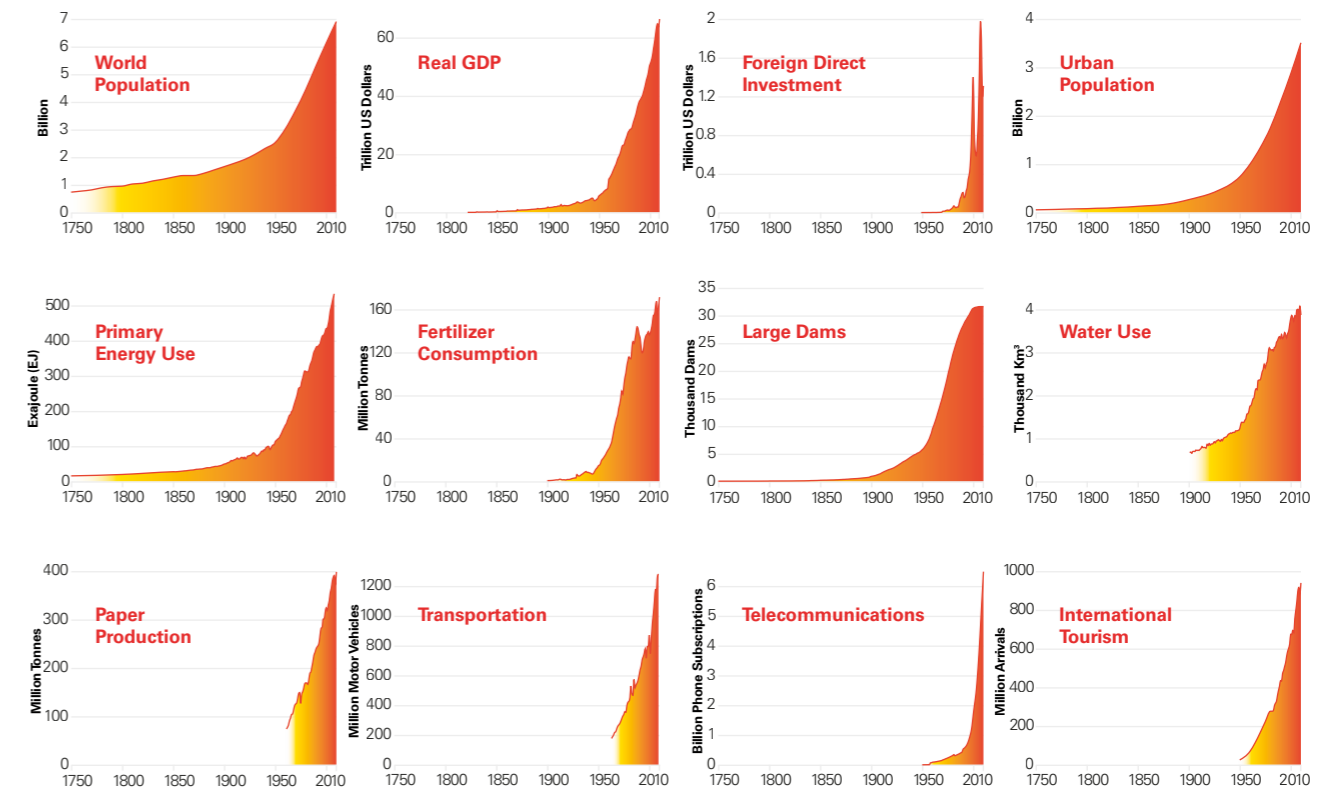 World
Population
Billion
7
6
5
4
3
2
1
0
1750 1800 1850 1900 1950 2010
Real GDP
Trillion US Dollars
60
40
20
0
1750 1800 1850 1900 1950 2010
Foreign Direct
Investment
Trillion US Dollars
2
1.6
1.2
0.8
0.4
0
1750 1800 1850 1900 1950 2010
Urban
Population
Billion
4
3
2
1
0
1750 1800 1850 1900 1950 2010
Primary
Energy Use
Exajoule (EJ)
500
400
300
200
100
0
1750 1800 1850 1900 1950 2010
Fertilizer
Consumption
Million Tonnes
160
120
80
40
0
1750 1800 1850 1900 1950 2010
Large Dams
Thousand Dams
35
30
25
20
15
10
5
0
1750 1800 1850 1900 1950 2010
Water Use
Thousand Km³
4
3
2
1
0
1750 1800 1850 1900 1950 2010
Paper
Production
Million Tonnes
400
300
200
100
0
1750 1800 1850 1900 1950 2010
Transportation
Million Motor Vehicles
1200
1000
800
600
400
200
0
1750 1800 1850 1900 1950 2010
Telecommunications
Billion Phone Subscriptions
6
5
4
3
2
1
0
1750 1800 1850 1900 1950 2010
International
Tourism
Million Arrivals
1000
800
600
400
200
0
1750 1800 1850 1900 1950 2010